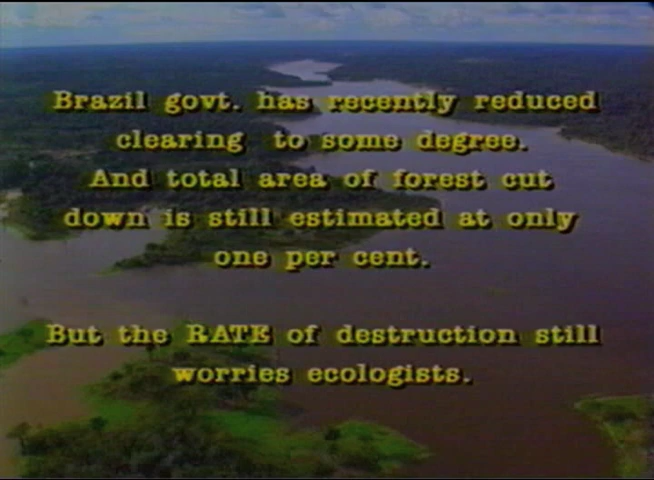 Brazil govt. has recently reduced
clearing to some degree.
And total area of forest cut
down is still estimated at only
one per cent.
But the RATE of destruction still
worries ecologists.